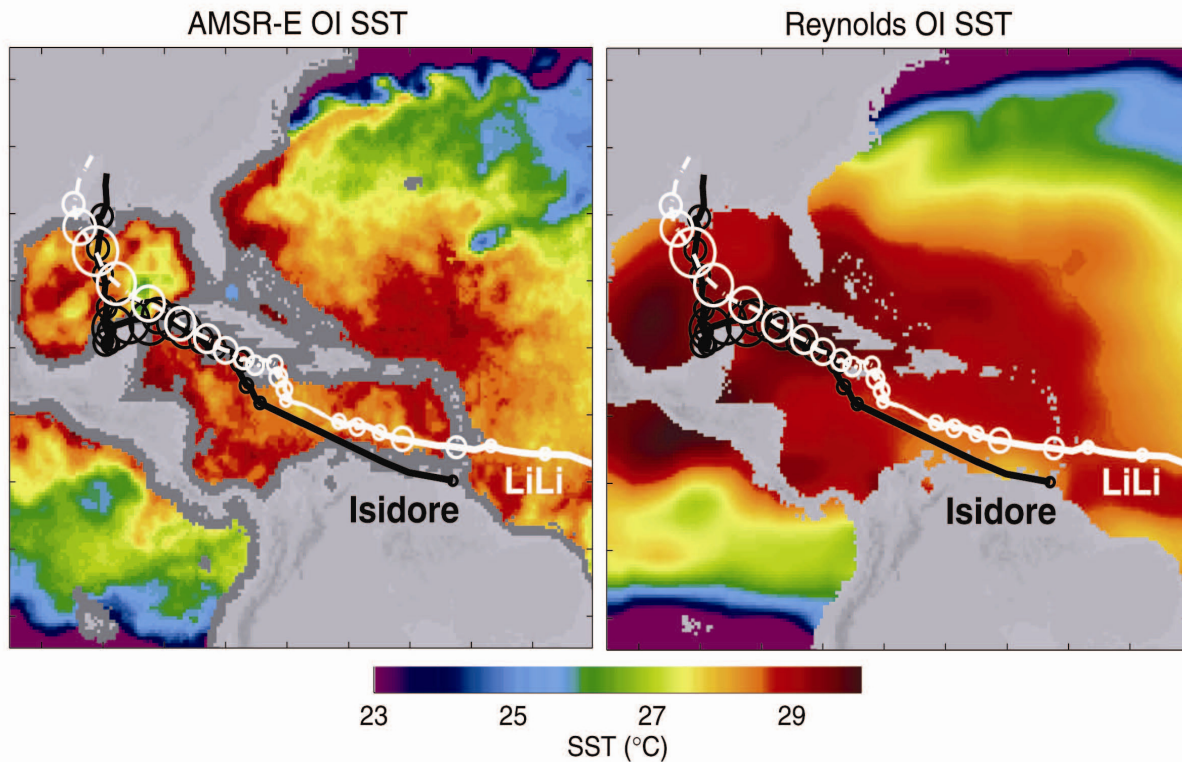 AMSR-E OI SST
Reynolds OI SST
LiLi
Isidore
LiLi
Isidore
23 25 27 29
SST (°C)